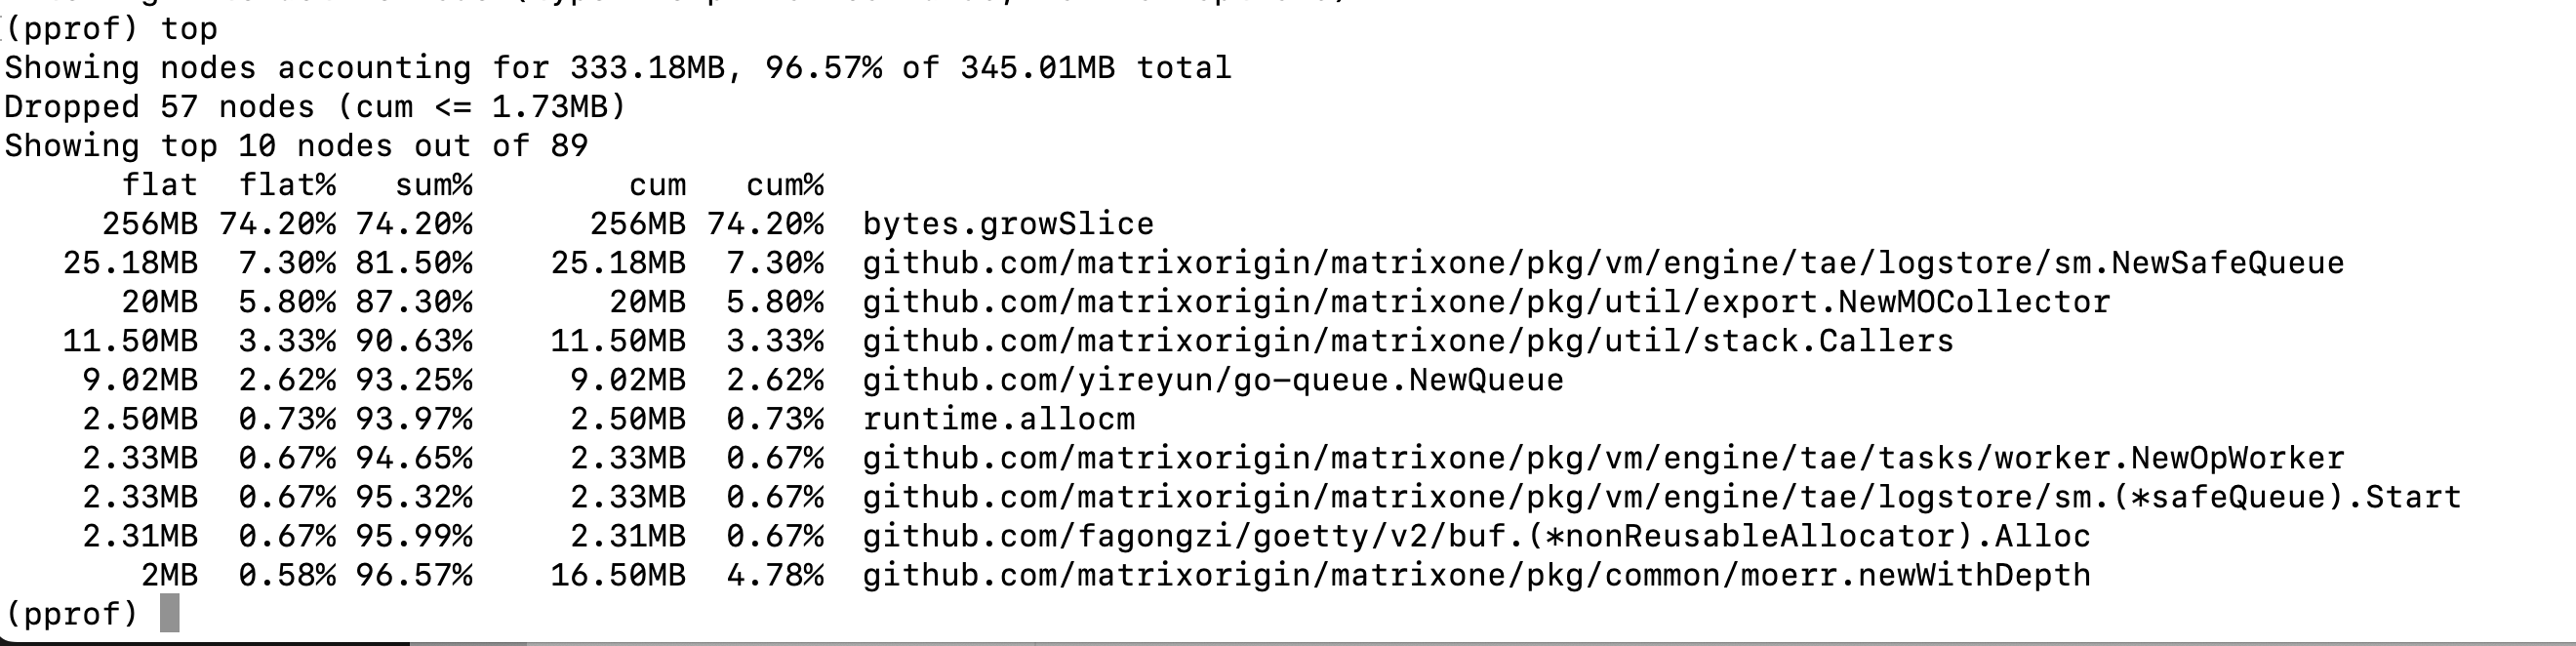 (pprof) top
Showing nodes accounting for 333.18MB, 96.57% of 345.01MB total
Dropped 57 nodes (cum <= 1.73MB)
Showing top 10 nodes out of 89
      flat  flat%   sum%        cum   cum%
     256MB 74.20% 74.20%      256MB 74.20%  bytes.growSlice
   25.18MB  7.30% 81.50%    25.18MB  7.30%  github.com/matrixorigin/matrixone/pkg/vm/engine/tae/logstore/sm.NewSafeQueue
      20MB  5.80% 87.30%       20MB  5.80%  github.com/matrixorigin/matrixone/pkg/util/export.NewMOCollector
   11.50MB  3.33% 90.63%    11.50MB  3.33%  github.com/matrixorigin/matrixone/pkg/util/stack.Callers
    9.02MB  2.62% 93.25%     9.02MB  2.62%  github.com/yireyun/go-queue.NewQueue
    2.50MB  0.73% 93.97%     2.50MB  0.73%  runtime.allocm
    2.33MB  0.67% 94.65%     2.33MB  0.67%  github.com/matrixorigin/matrixone/pkg/vm/engine/tae/tasks/worker.NewOpWorker
    2.33MB  0.67% 95.32%     2.33MB  0.67%  github.com/matrixorigin/matrixone/pkg/vm/engine/tae/logstore/sm.(*safeQueue).Start
    2.31MB  0.67% 95.99%     2.31MB  0.67%  github.com/fagongzi/goetty/v2/buf.(*nonReusableAllocator).Alloc
       2MB  0.58% 96.57%    16.50MB  4.78%  github.com/matrixorigin/matrixone/pkg/common/moerr.newWithDepth
(pprof)